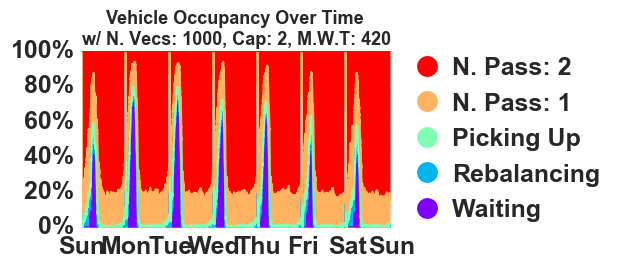 Vehicle Occupancy Over Time
w/ N. Vecs: 1000, Cap: 2, M.W.T: 420
100%
80%
60%
40%
20%
0%
Sun Mon Tue Wed Thu Fri Sat Sun
N. Pass: 2
N. Pass: 1
Picking Up
Rebalancing
Waiting